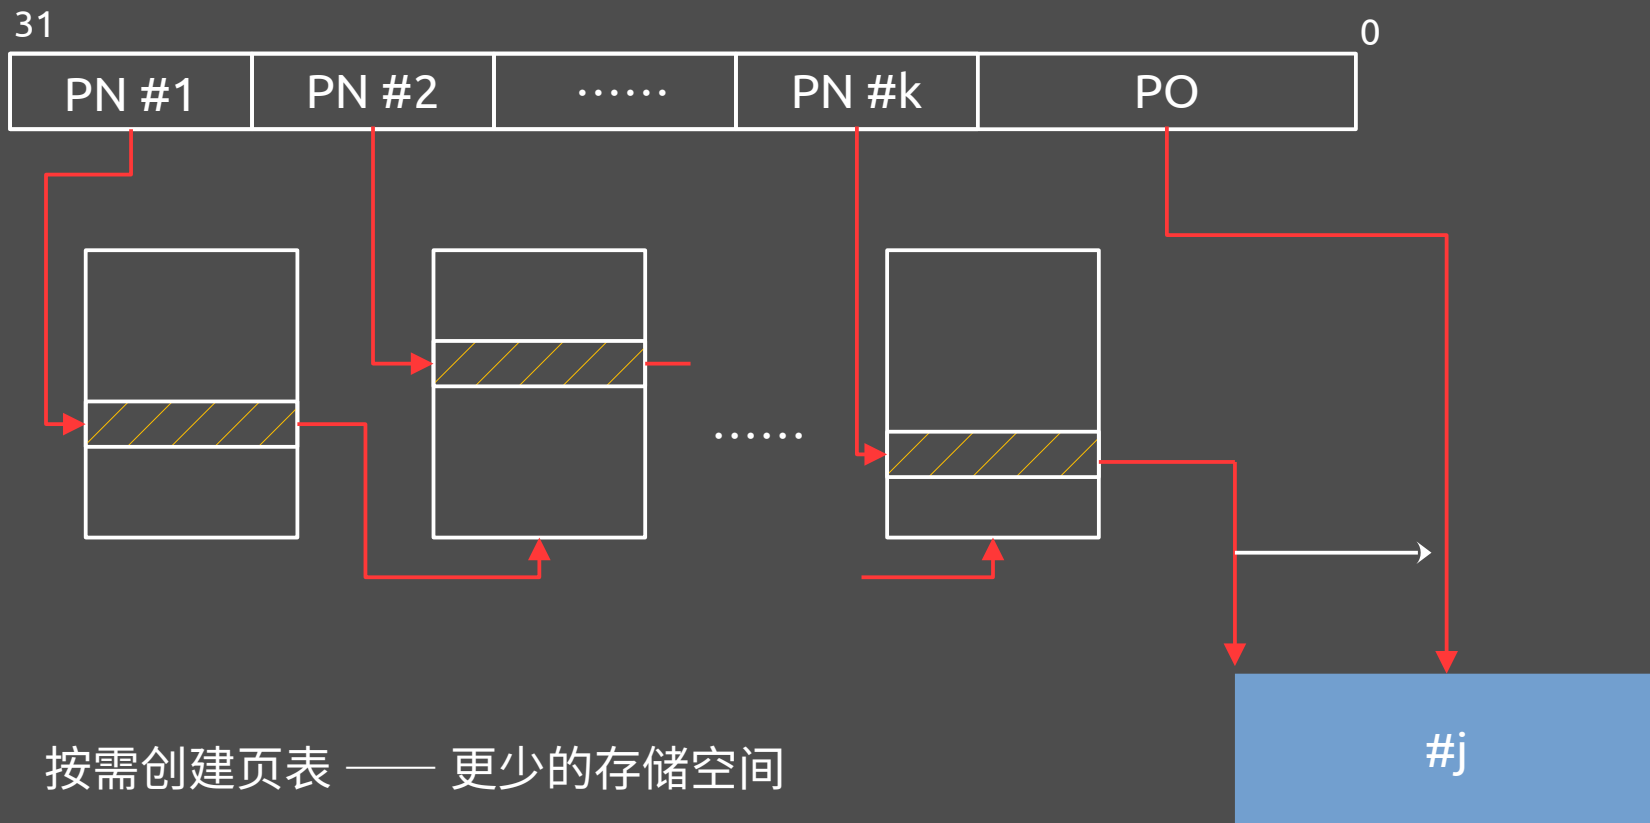 31
0
PN #1 PN #2 ...... PN #k PO
......
#j
按需创建页表 —— 更少的存储空间